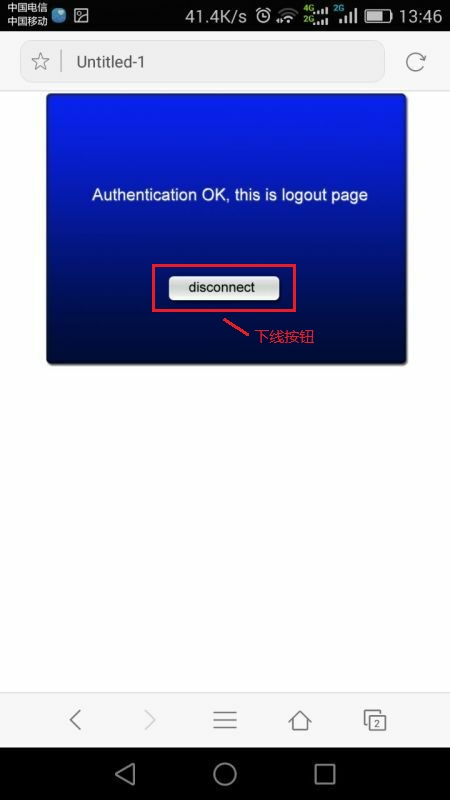 中国电信
中国移动
41.4K/s 4G 2G 2G 13:46
Untitled-1
Authentication OK, this is logout page
disconnect
下线按钮
2